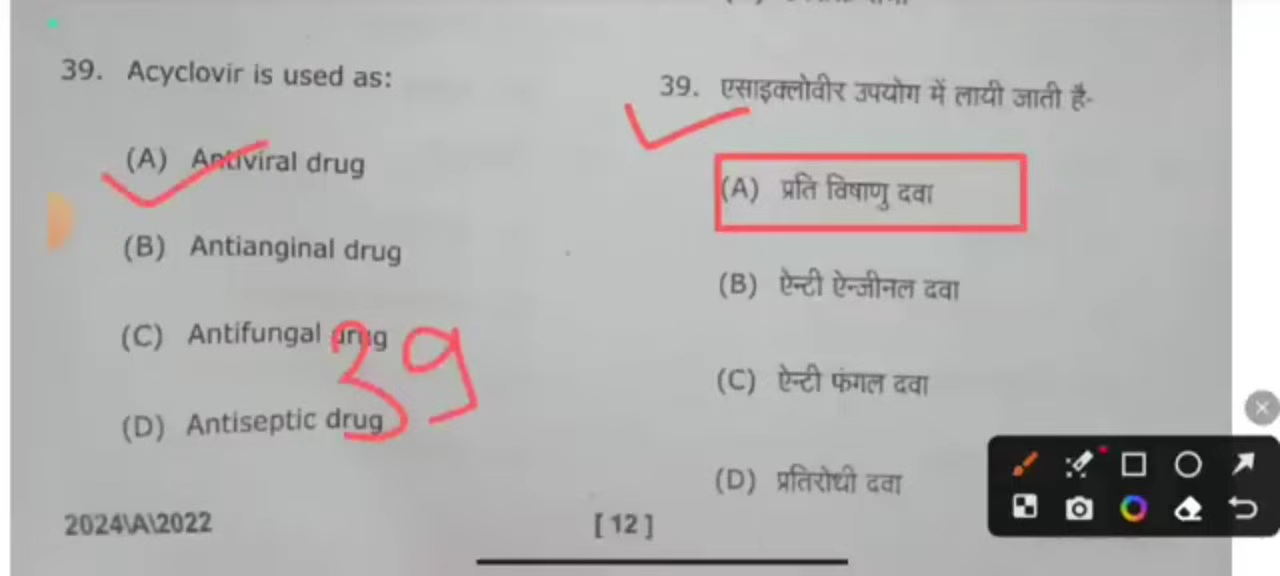 39. Acyclovir is used as:
(A) Antiviral drug
(B) Antianginal drug
(C) Antifungal drug
(D) Antiseptic drug
39
39. एसाइक्लोवीर उपयोग में लायी जाती है-
(A) प्रति विषाणु दवा
(B) ऐन्टी ऐन्जीनल दवा
(C) ऐन्टी फंगल दवा
(D) प्रतिरोधी दवा
2024\A\2022
[ 12 ]